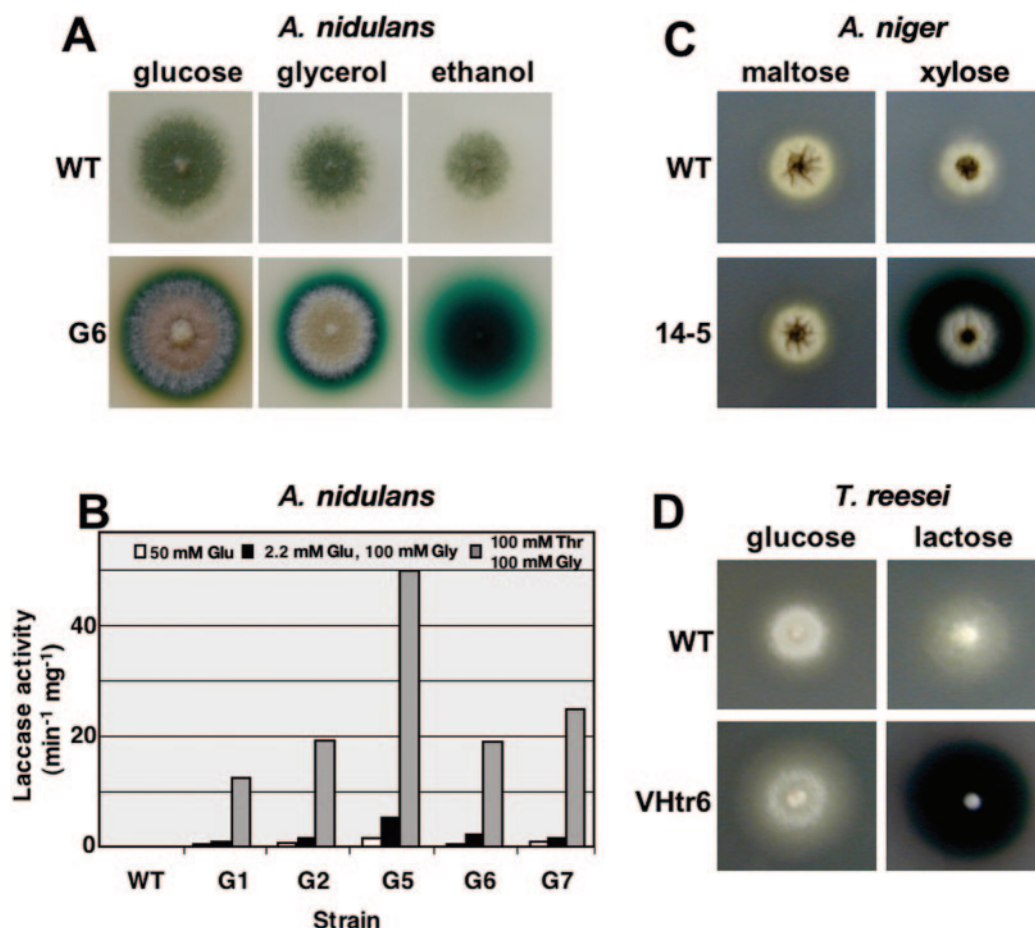 A
A. nidulans
glucose glycerol ethanol
WT
G6
C
A. niger
maltose xylose
WT
14-5
B
A. nidulans
50 mM Glu 2.2 mM Glu, 100 mM Gly 100 mM Thr
100 mM Gly
Laccase activity
(min⁻¹ mg⁻¹)
40
20
0
WT G1 G2 G5 G6 G7
Strain
D
T. reesei
glucose lactose
WT
VHtr6